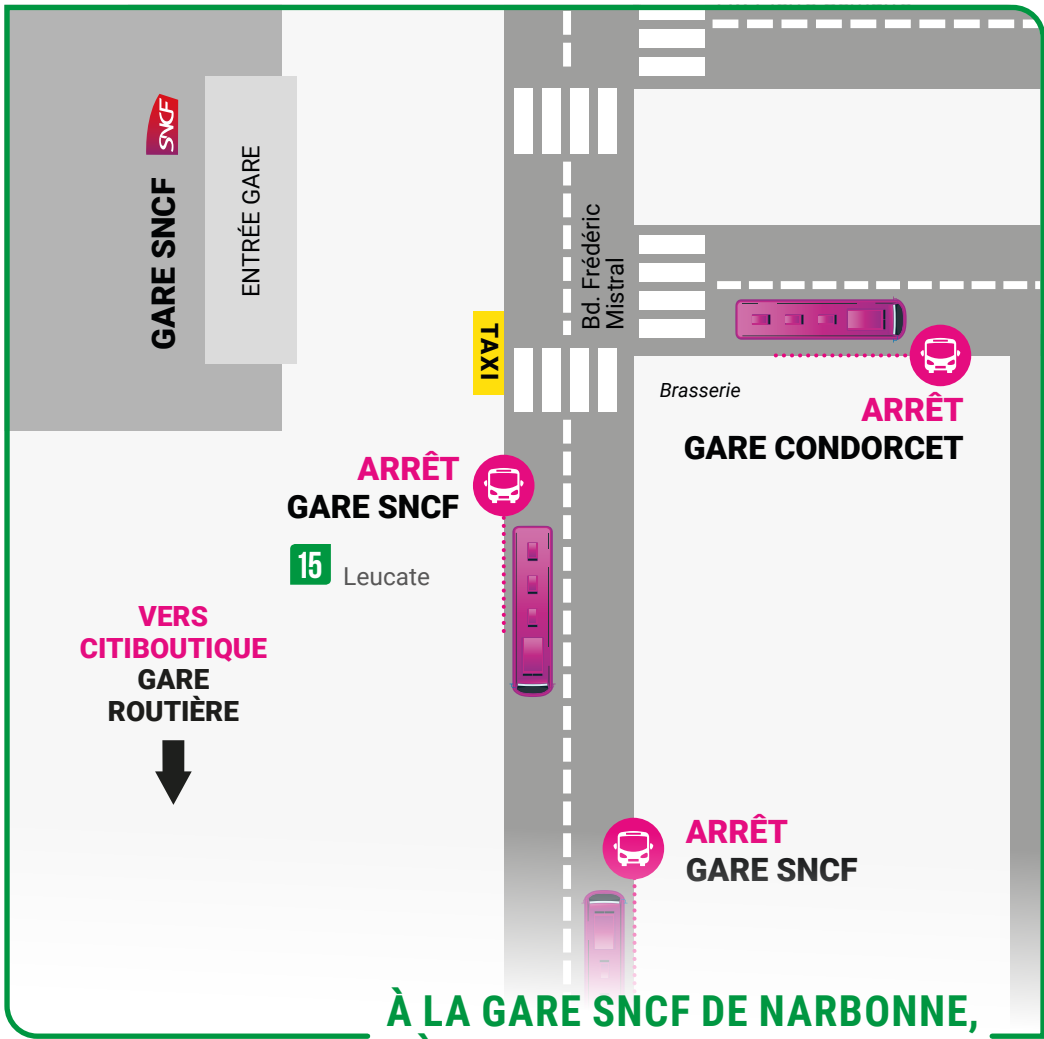 SNCF
GARE SNCF
ENTRÉE GARE
Bd. Frédéric
Mistral
TAXI
Brasserie
ARRÊT
GARE CONDORCET
ARRÊT
GARE SNCF
15 Leucate
VERS
CITIBOUTIQUE
GARE
ROUTIÈRE
ARRÊT
GARE SNCF
À LA GARE SNCF DE NARBONNE,